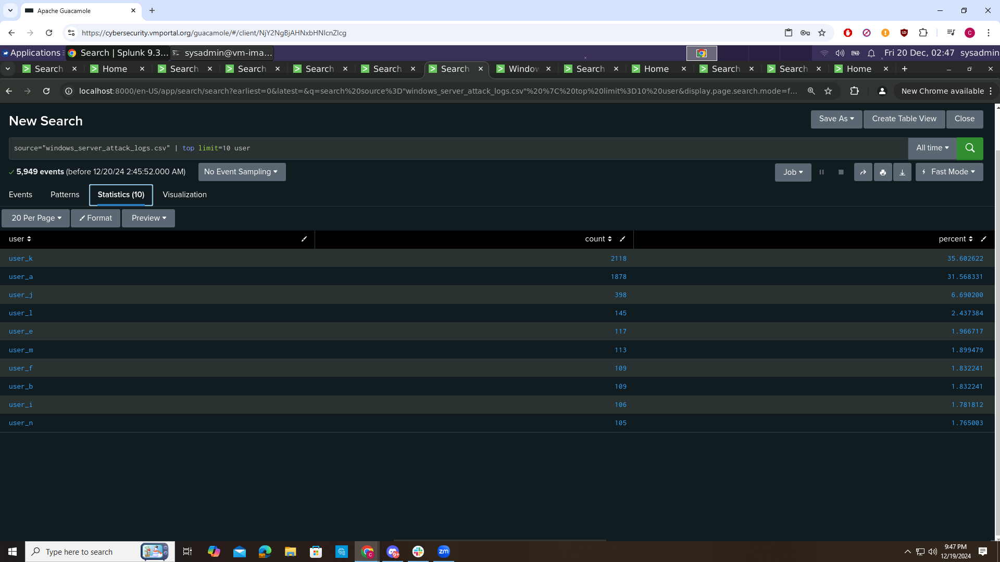 Apache Guacamole
https://cybersecurity.vmportal.org/guacamole/#/client/NjY2NgBjAHNxbHNlcnZlcg
Applications
Search | Splunk 9.3...
sysadmin@vm-ima...
Fri 20 Dec, 02:47 sysadmin
Search
Home
Search
Search
Search
Search
Search
Window
Search
Home
Search
Search
Home
localhost:8000/en-US/app/search/search?earliest=0&latest=&q=search%20source%3D"windows_server_attack_logs.csv"%20%7C%20top%20limit%3D10%20user&display.page.search.mode=f...
New Chrome available
New Search
Save As
Create Table View
Close
source="windows_server_attack_logs.csv" | top limit=10 user
All time
5,949 events (before 12/20/24 2:45:52.000 AM)
No Event Sampling
Job
Fast Mode
Events
Patterns
Statistics (10)
Visualization
20 Per Page
Format
Preview
user count percent
user_k 2118 35.602622
user_a 1878 31.568331
user_j 398 6.690200
user_l 145 2.437384
user_e 117 1.966717
user_m 113 1.899479
user_f 109 1.832241
user_b 109 1.832241
user_i 106 1.781812
user_n 105 1.765003
Type here to search
9+
zm
9:47 PM
12/19/2024